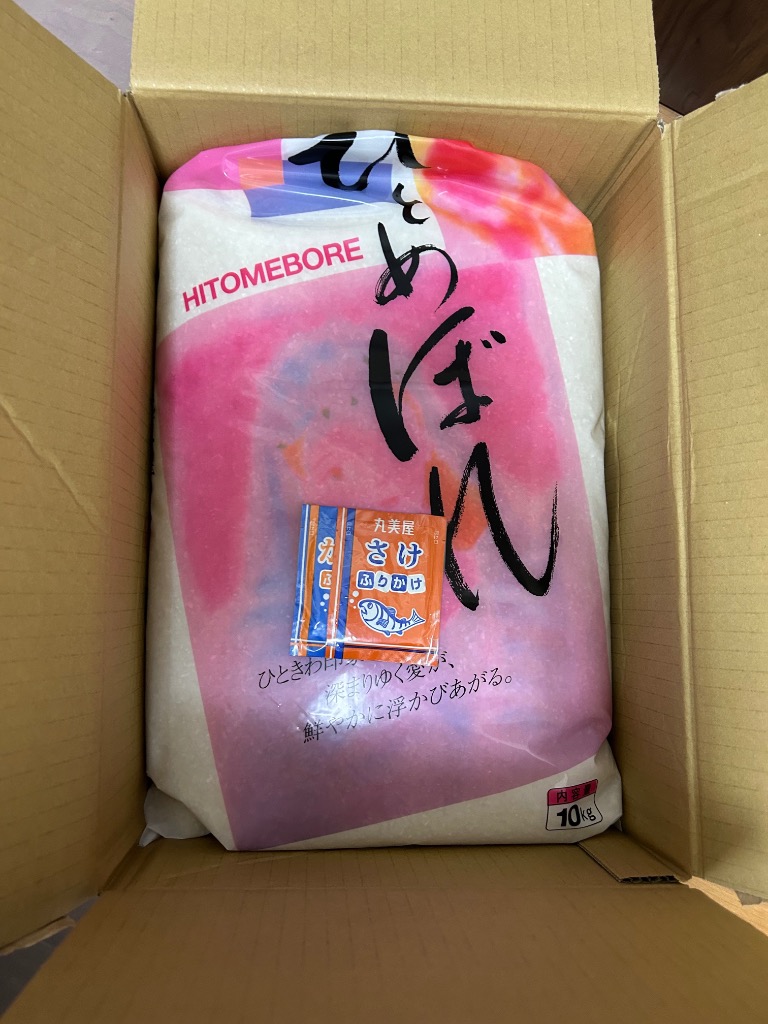 ひとめぼれ
HITOMEBORE
丸美屋
さけ
ふりかけ
ひときわ印
深まりゆく愛が、
鮮やかに浮かびあがる。
内容量
10kg